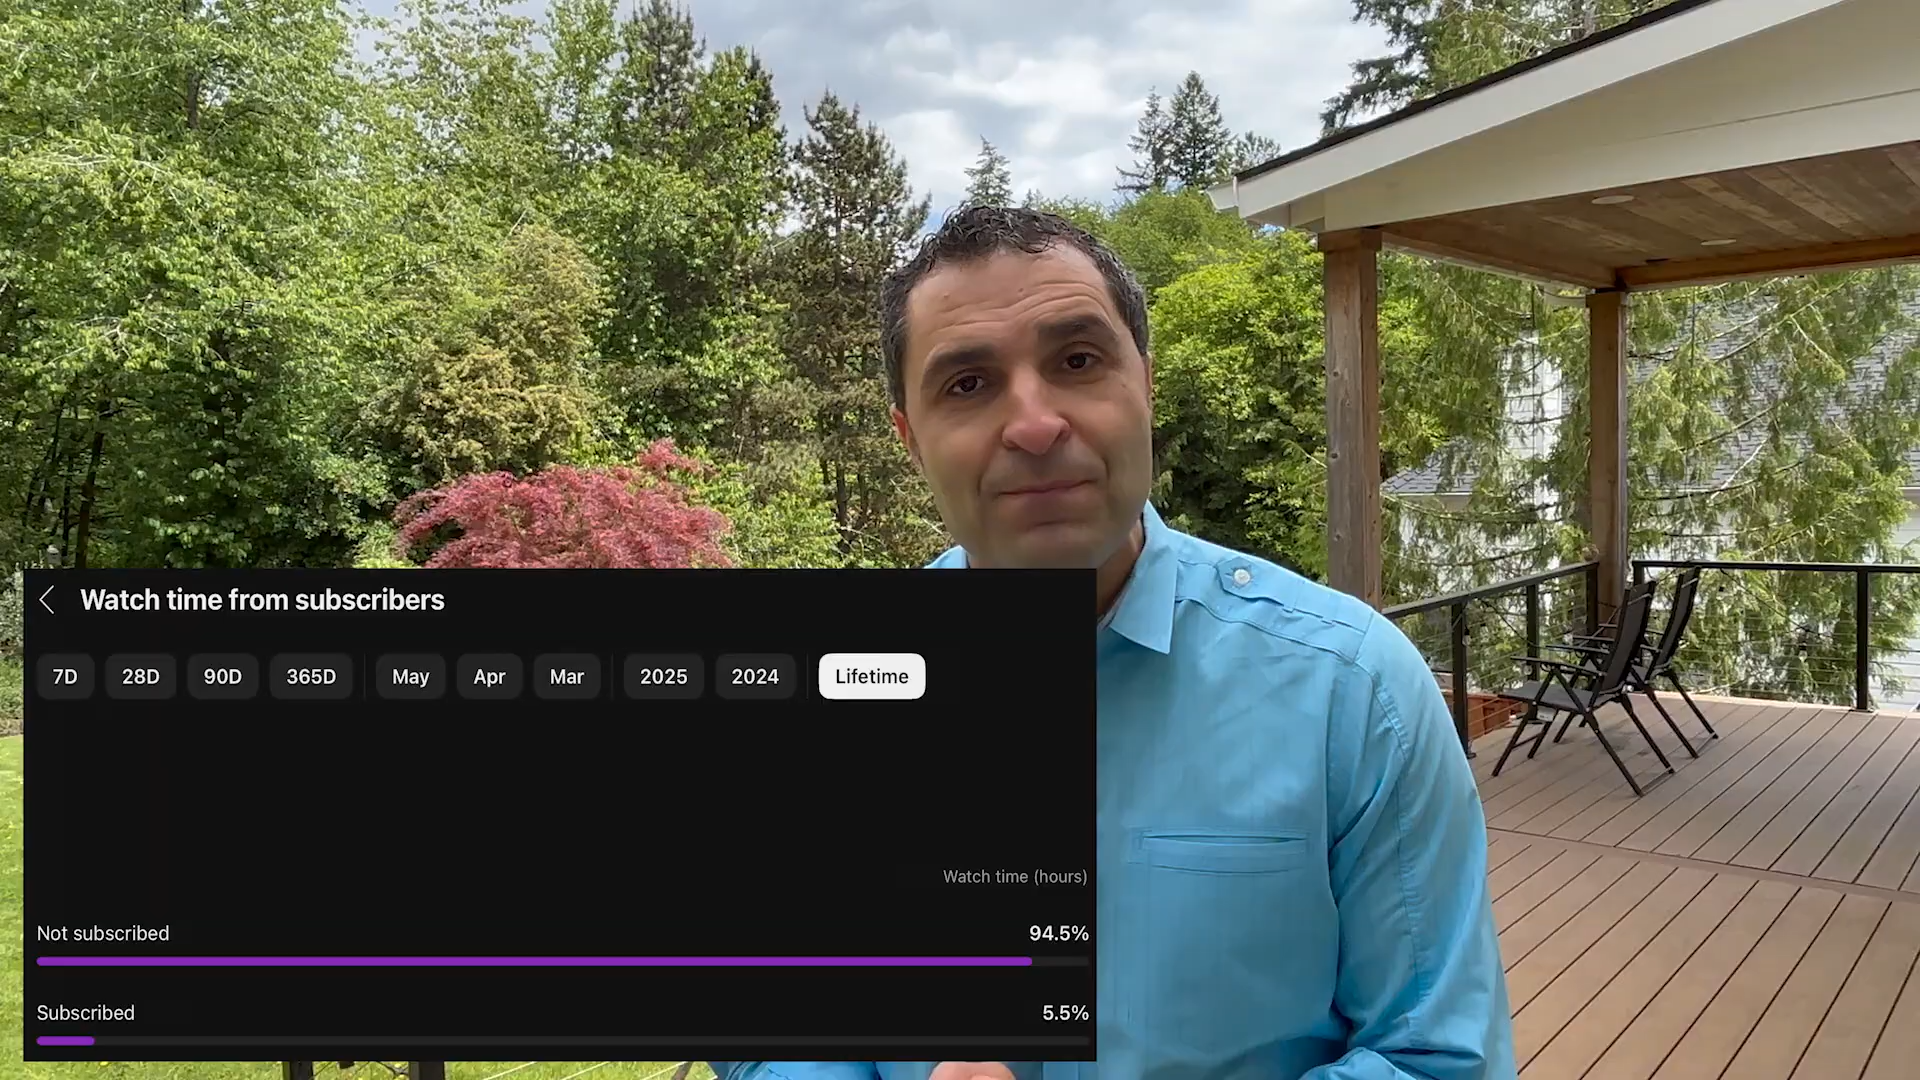 Watch time from subscribers
7D 28D 90D 365D May Apr Mar 2025 2024 Lifetime
Watch time (hours)
Not subscribed 94.5%
Subscribed 5.5%